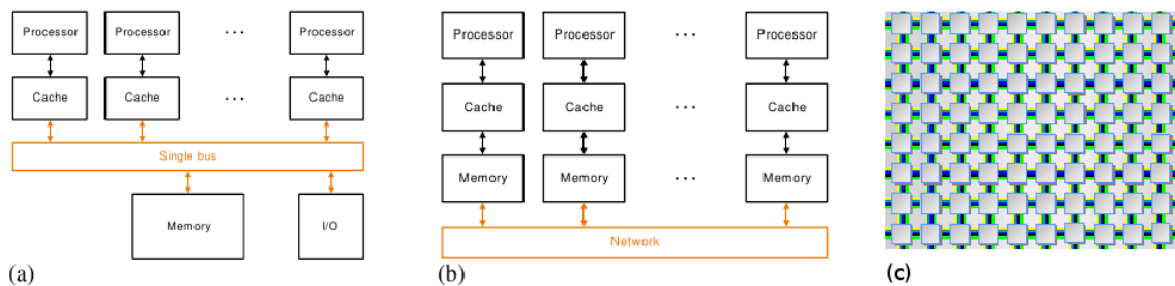 Processor Processor ... Processor
Cache Cache ... Cache
Single bus
Memory I/O
(a)
Processor Processor ... Processor
Cache Cache ... Cache
Memory Memory ... Memory
Network
(b)
(c)